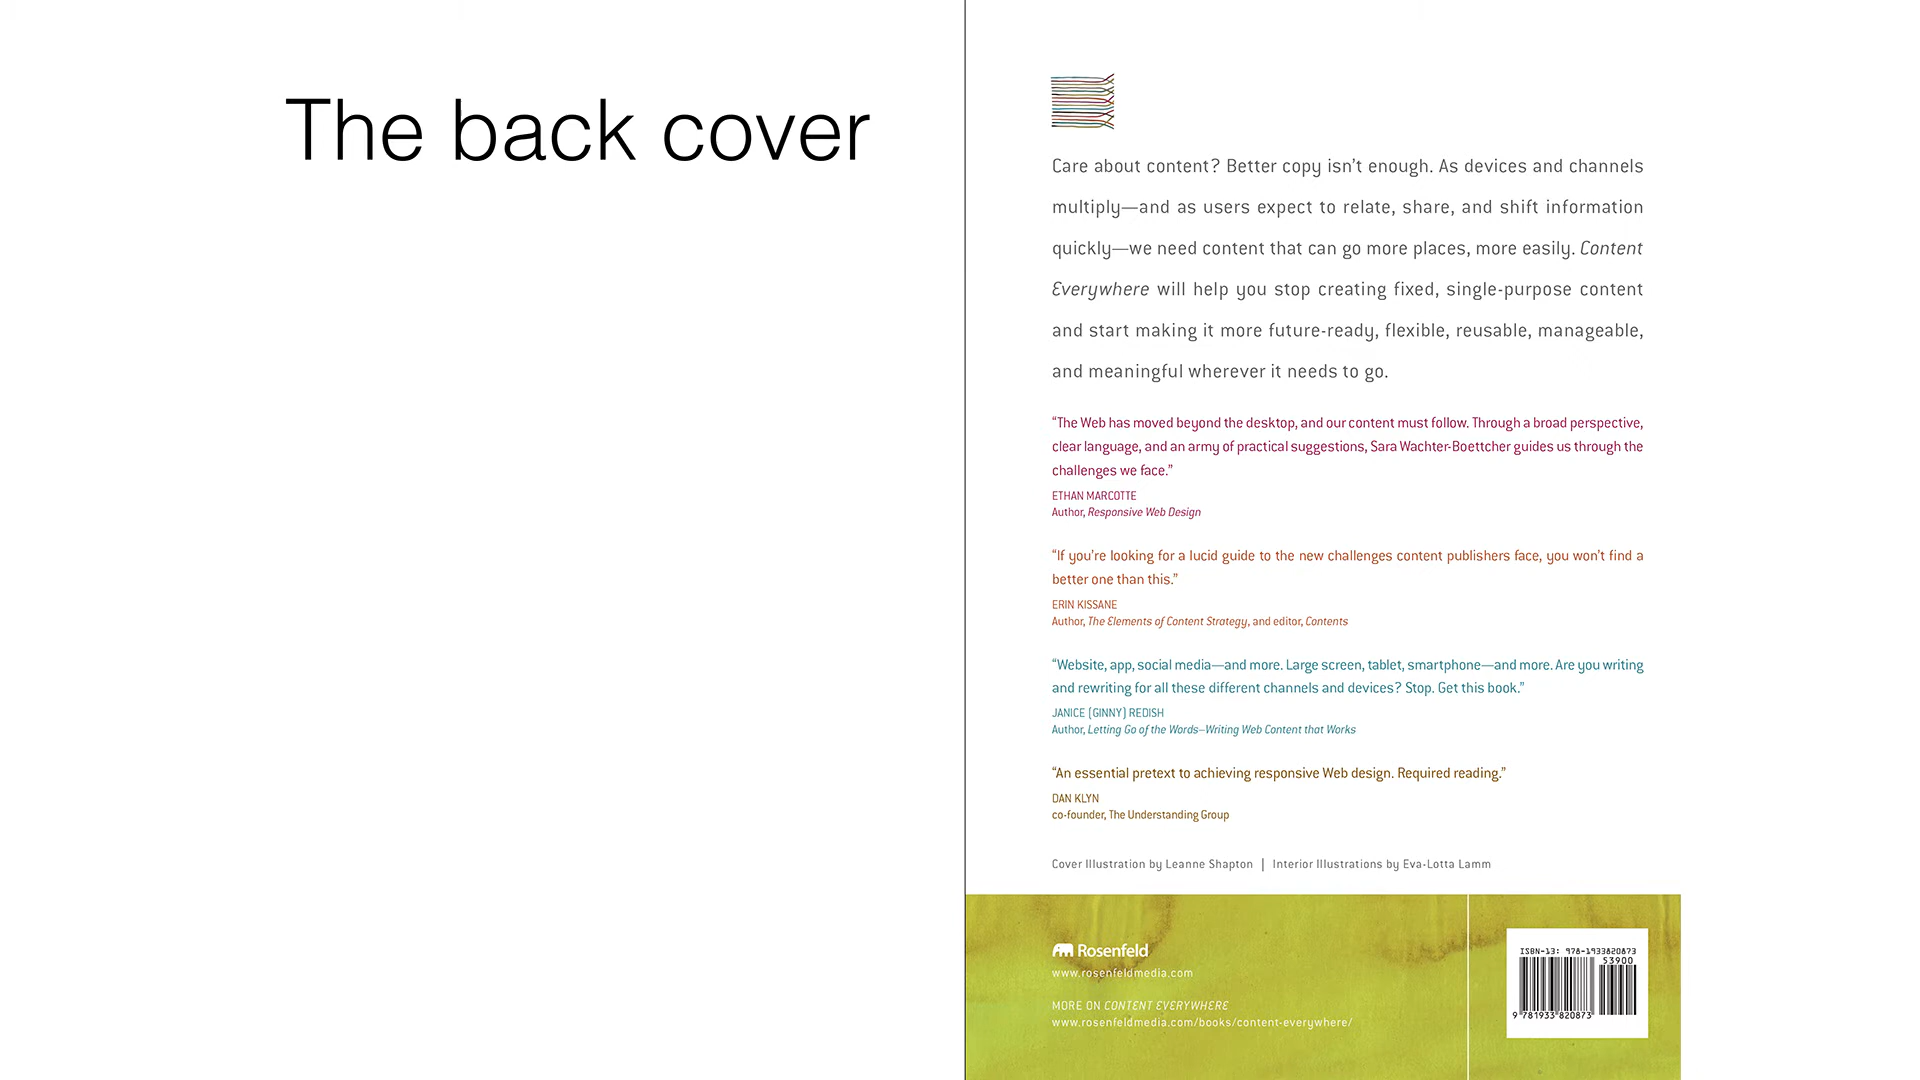 The back cover
Care about content? Better copy isn’t enough. As devices and channels
multiply—and as users expect to relate, share, and shift information
quickly—we need content that can go more places, more easily. Content
Everywhere will help you stop creating fixed, single-purpose content
and start making it more future-ready, flexible, reusable, manageable,
and meaningful wherever it needs to go.
“The Web has moved beyond the desktop, and our content must follow. Through a broad perspective,
clear language, and an army of practical suggestions, Sara Wachter-Boettcher guides us through the
challenges we face.”
ETHAN MARCOTTE
Author, Responsive Web Design
“If you’re looking for a lucid guide to the new challenges content publishers face, you won’t find a
better one than this.”
ERIN KISSANE
Author, The Elements of Content Strategy, and editor, Contents
“Website, app, social media—and more. Large screen, tablet, smartphone—and more. Are you writing
and rewriting for all these different channels and devices? Stop. Get this book.”
JANICE (GINNY) REDISH
Author, Letting Go of the Words–Writing Web Content that Works
“An essential pretext to achieving responsive Web design. Required reading.”
DAN KLYN
co-founder, The Understanding Group
Cover Illustration by Leanne Shapton | Interior Illustrations by Eva-Lotta Lamm
Rosenfeld
www.rosenfeldmedia.com
MORE ON CONTENT EVERYWHERE
www.rosenfeldmedia.com/books/content-everywhere/
ISBN-13: 978-1933820873
53900
9 781933 820873